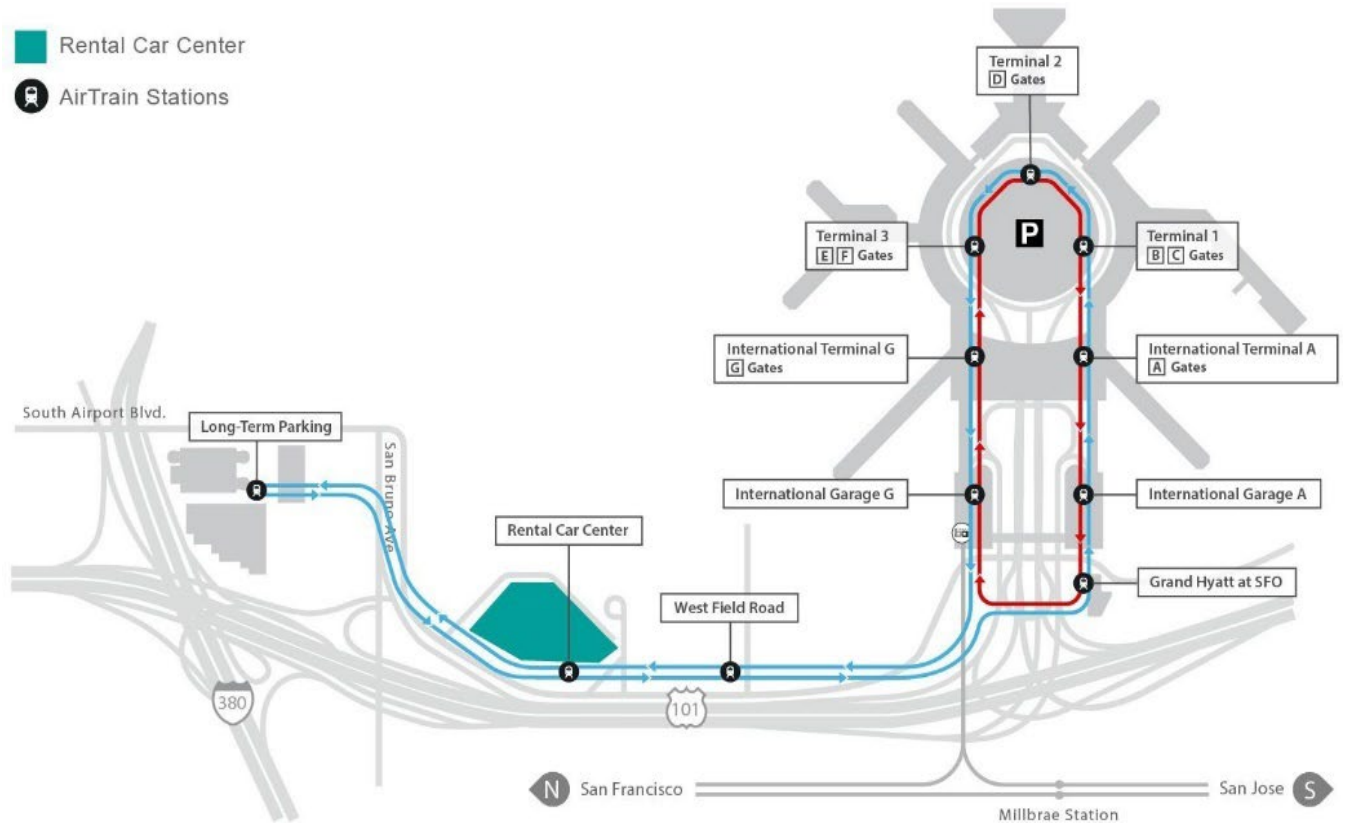 Rental Car Center
AirTrain Stations
Terminal 2
D Gates
Terminal 3
E F Gates
P
Terminal 1
B C Gates
International Terminal G
G Gates
International Terminal A
A Gates
South Airport Blvd.
Long-Term Parking
San Bruno Ave
International Garage G
International Garage A
Rental Car Center
West Field Road
Grand Hyatt at SFO
380
101
N San Francisco
San Jose S
Millbrae Station